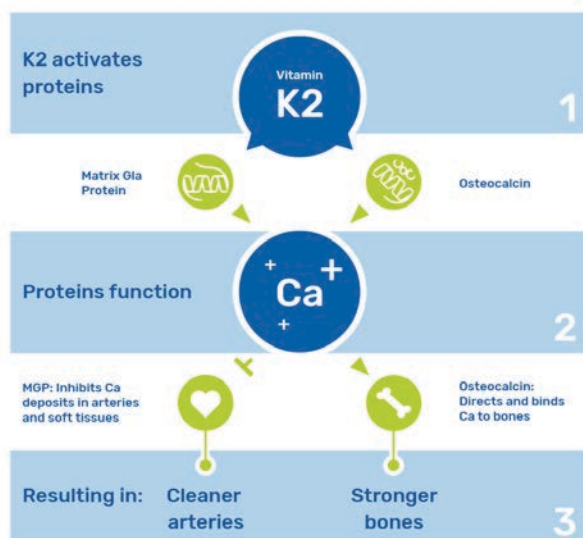 K2 activates
proteins
Vitamin
K2
1
Matrix Gla
Protein
Osteocalcin
Proteins function
+ Ca +
+
2
MGP: Inhibits Ca
deposits in arteries
and soft tissues
Osteocalcin:
Directs and binds
Ca to bones
Resulting in:
Cleaner
arteries
Stronger
bones
3